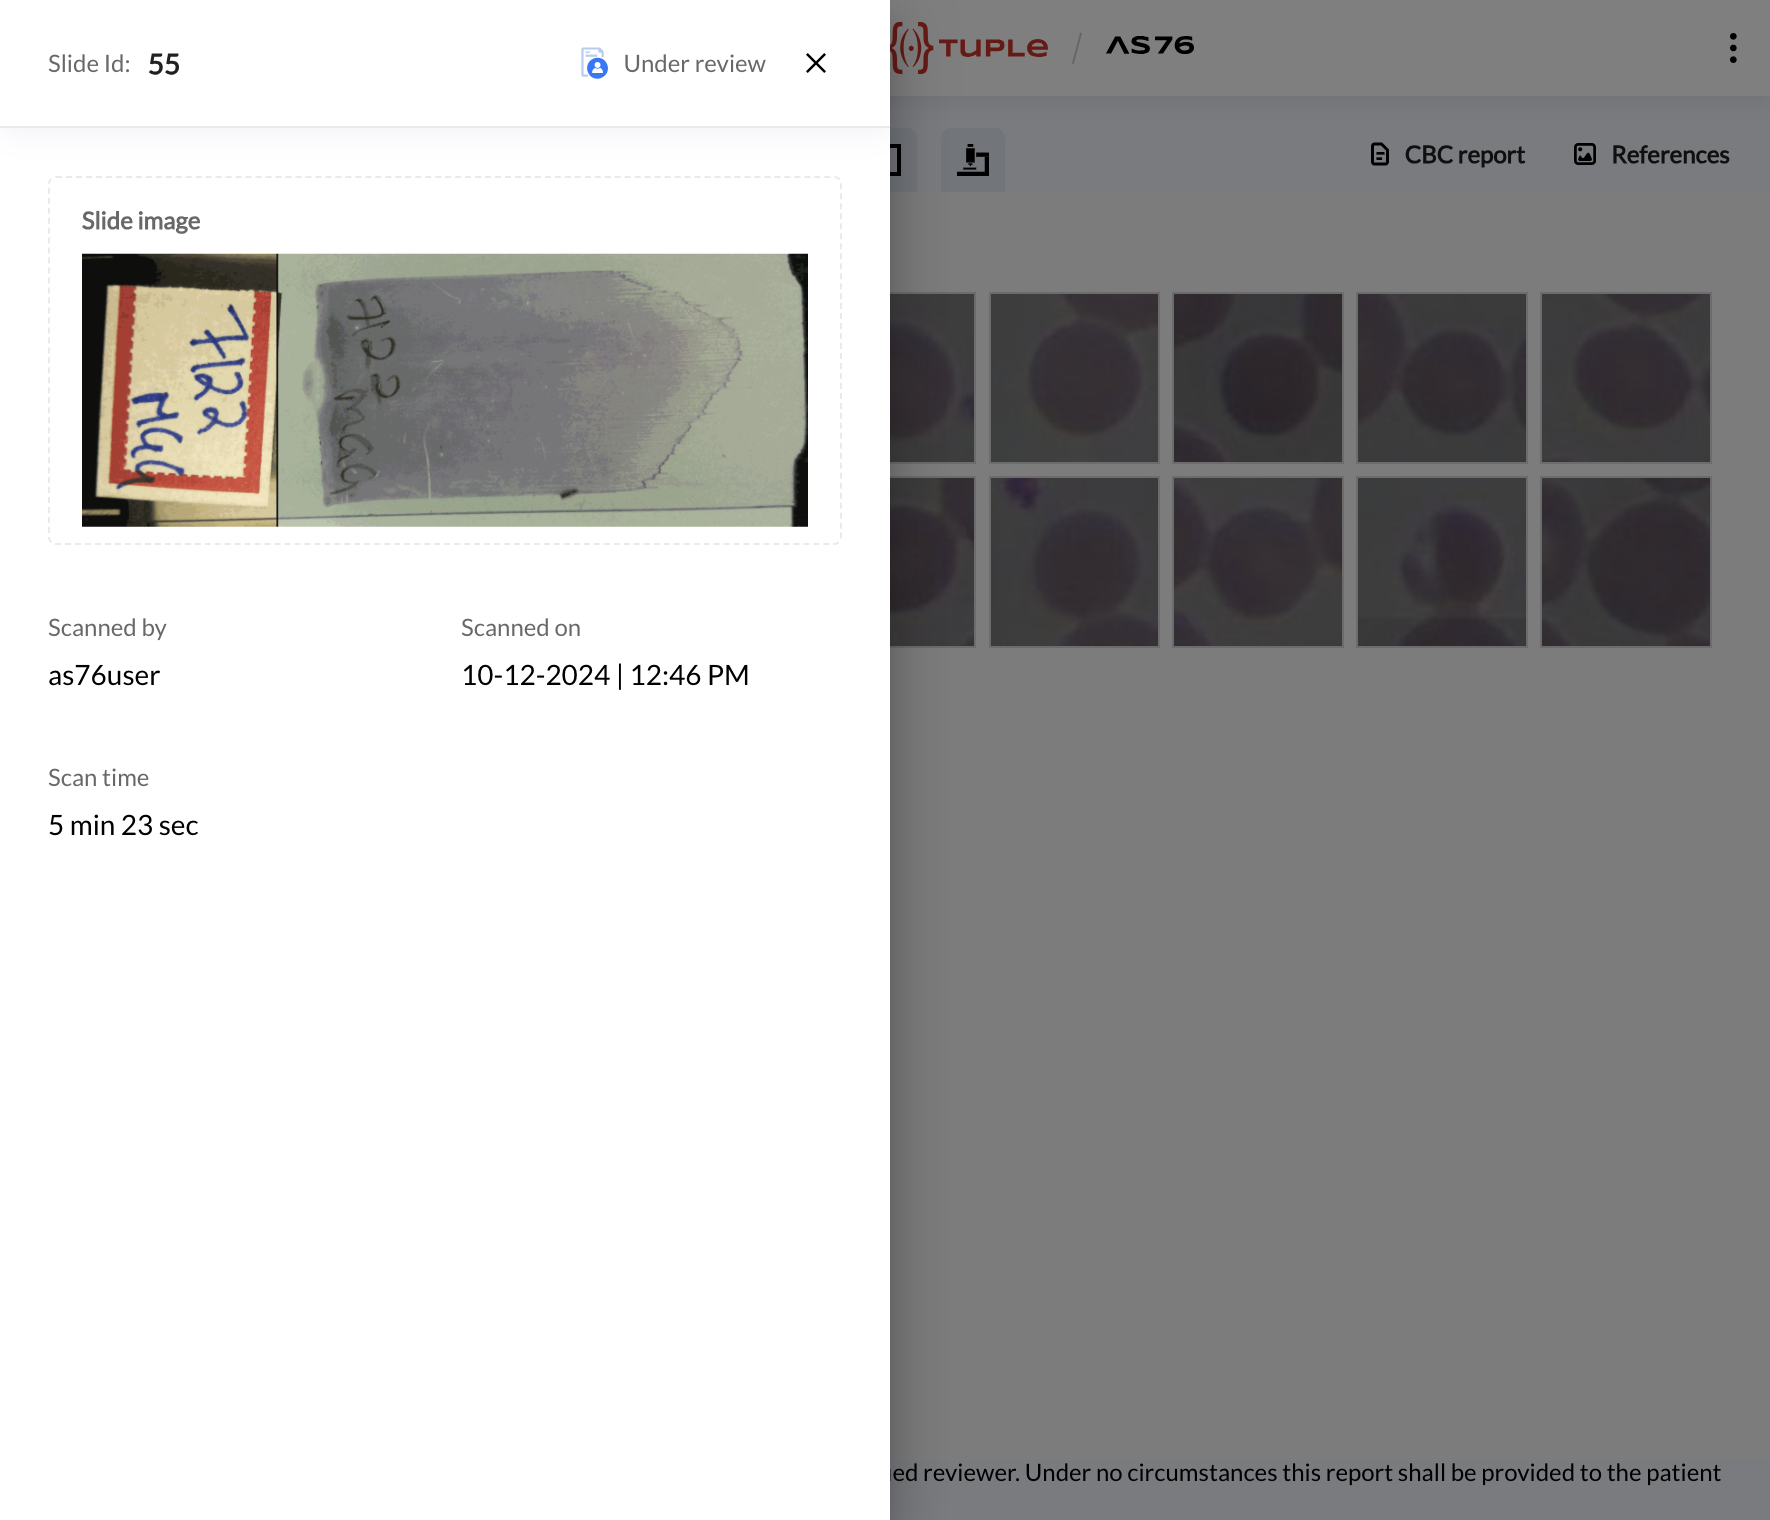 Slide Id: 55
Under review
TUPLE / AS76
CBC report
References
Slide image
7122
MGG
7122
MGG
Scanned by
as76user
Scanned on
10-12-2024 | 12:46 PM
Scan time
5 min 23 sec
ed reviewer. Under no circumstances this report shall be provided to the patient